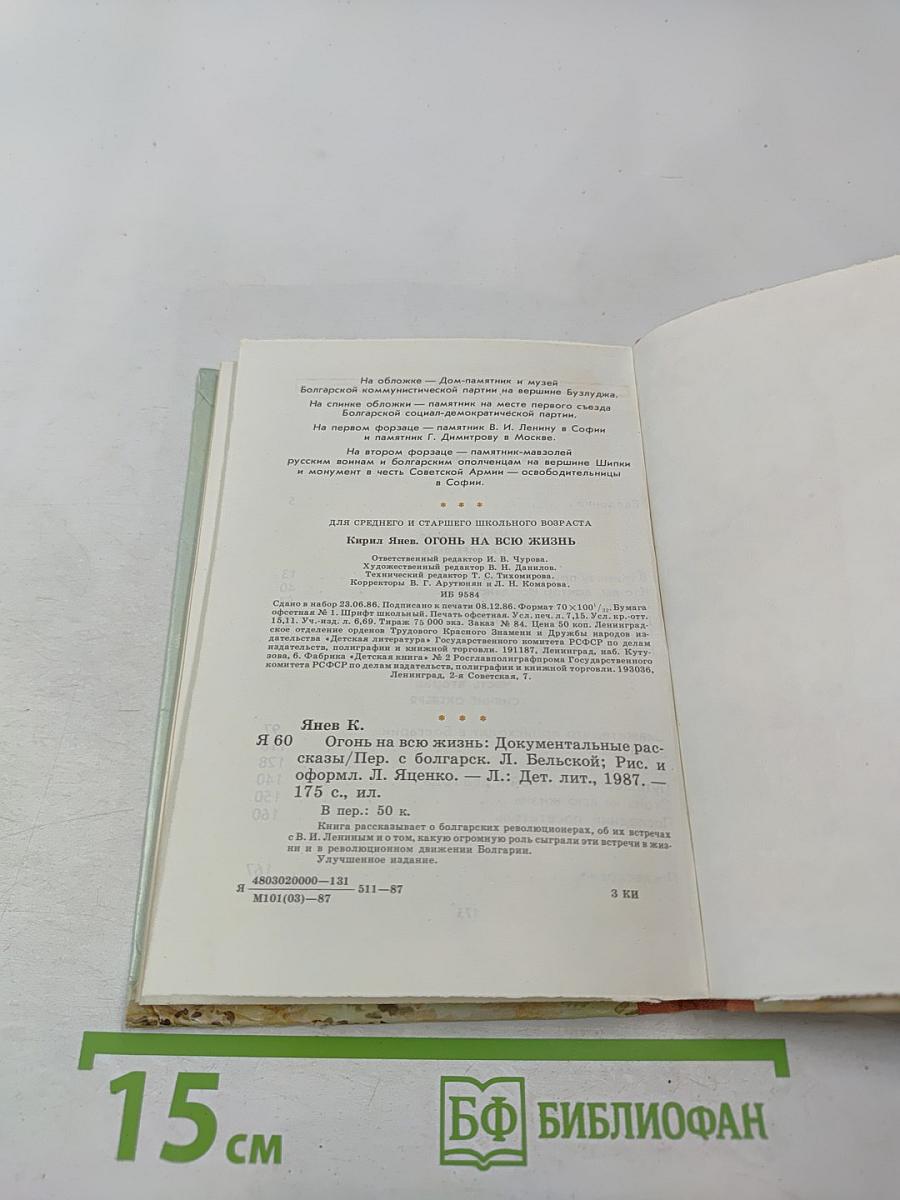 На обложке — Дом-памятник и музей
Болгарской коммунистической партии на вершине Бузлуджа.
На спинке обложки — памятник на месте первого съезда
Болгарской социал-демократической партии.
На первом форзаце — памятник В. И. Ленину в Софии
и памятник Г. Димитрову в Москве.
На втором форзаце — памятник-мавзолей
русским воинам и болгарским ополченцам на вершине Шипки
и монумент в честь Советской Армии — освободительницы
в Софии.
* * *
ДЛЯ СРЕДНЕГО И СТАРШЕГО ШКОЛЬНОГО ВОЗРАСТА
Кирил Янев. ОГОНЬ НА ВСЮ ЖИЗНЬ
Ответственный редактор И. В. Чурова.
Художественный редактор В. Н. Данилов.
Технический редактор Т. С. Тихомирова.
Корректоры В. Г. Арутюнян и Л. Н. Комарова.
ИБ 9584
Сдано в набор 23.06.86. Подписано к печати 08.12.86. Формат 70×100¹/₃₂. Бумага
офсетная № 1. Шрифт школьный. Печать офсетная. Усл. печ. л. 7,15. Усл. кр.-отт.
15,11. Уч.-изд. л. 6,69. Тираж 75 000 экз. Заказ № 84. Цена 50 коп. Ленинград-
ское отделение орденов Трудового Красного Знамени и Дружбы народов из-
дательства «Детская литература» Государственного комитета РСФСР по делам
издательств, полиграфии и книжной торговли. 191187, Ленинград, наб. Куту-
зова, 6. Фабрика «Детская книга» № 2 Росглавполиграфпрома Государственного
комитета РСФСР по делам издательств, полиграфии и книжной торговли. 193036,
Ленинград, 2-я Советская, 7.
* * *
Янев К.
Я 60 Огонь на всю жизнь: Документальные рас-
сказы/Пер. с болгарск. Л. Бельской; Рис. и
оформл. Л. Яценко. — Л.: Дет. лит., 1987. —
175 с., ил.
В пер.: 50 к.
Книга рассказывает о болгарских революционерах, об их встречах
с В. И. Лениным и о том, какую огромную роль сыграли эти встречи в жиз-
ни и в революционном движении Болгарии.
Улучшенное издание.
Я 4803020000—131 511—87
М101(03)—87
3 КИ
15 см
БФ БИБЛИОФАН